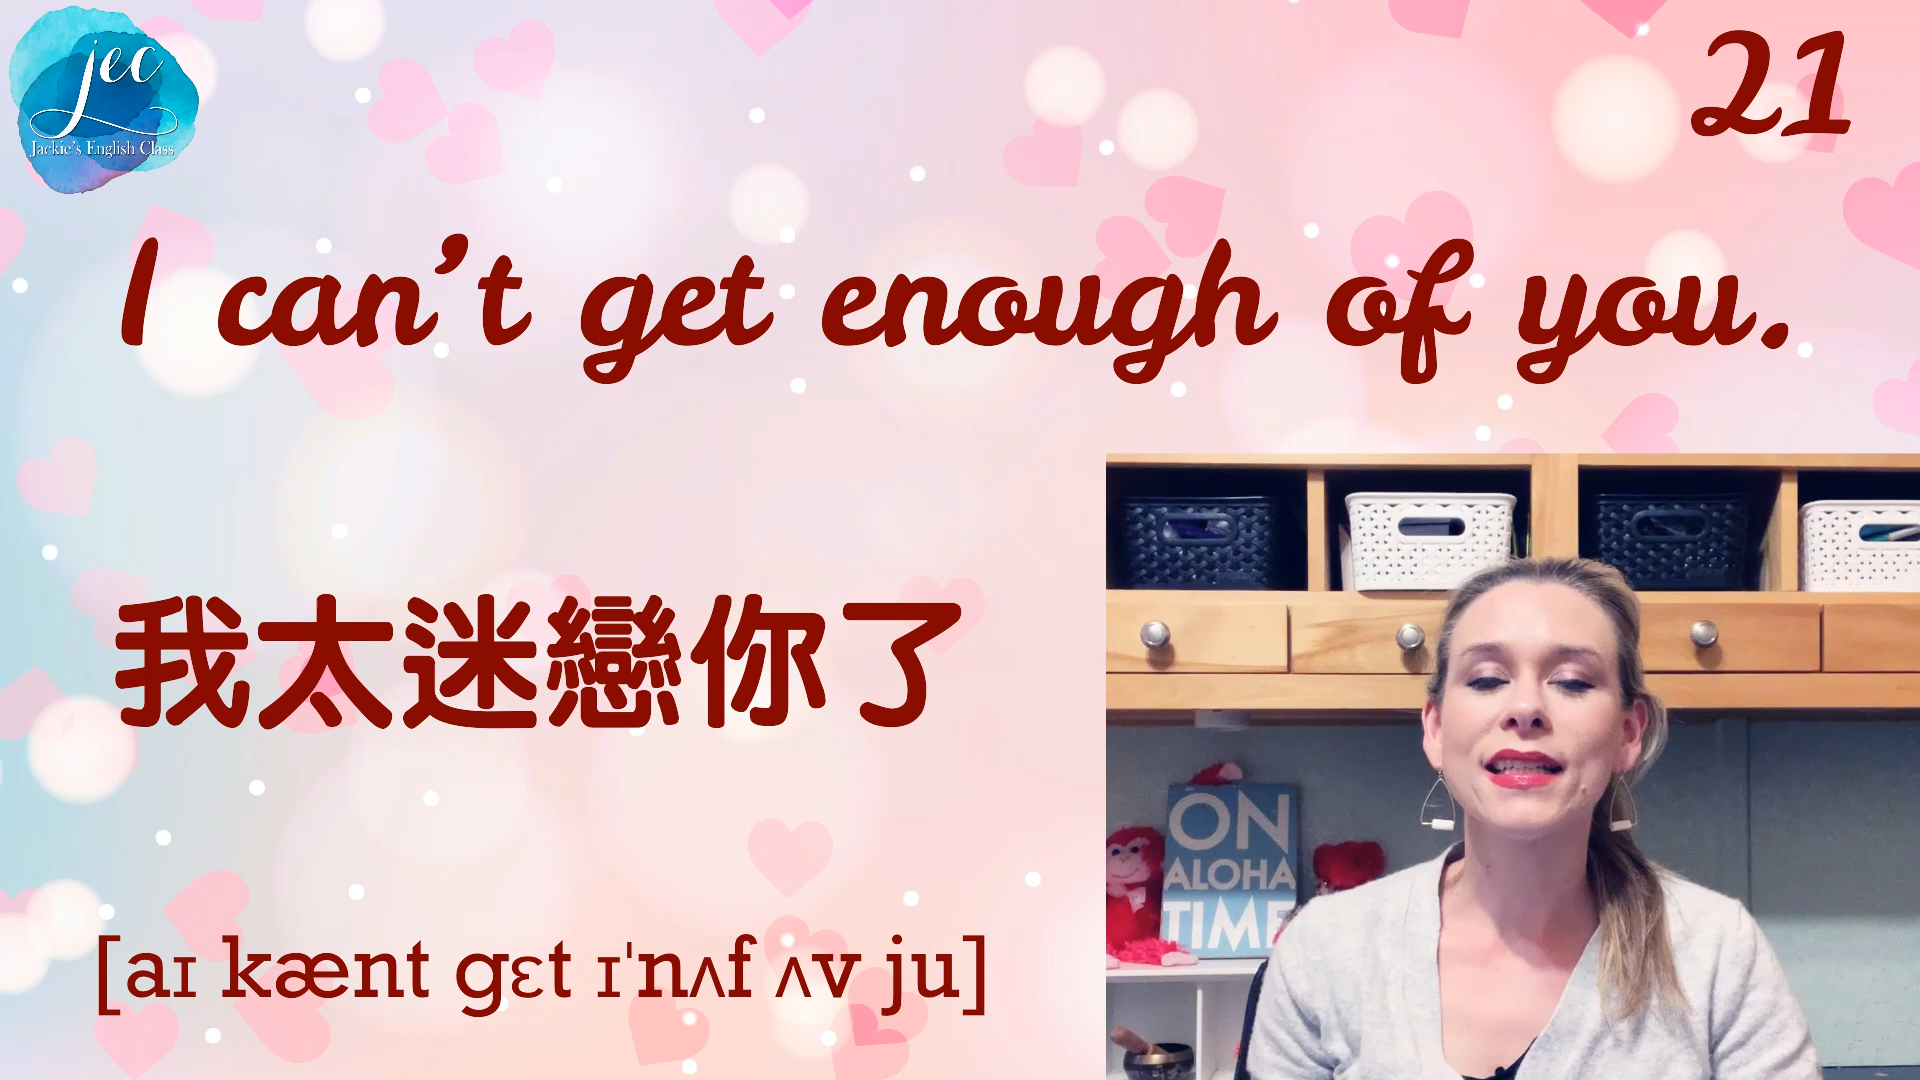 jec
Jackie's English Class
21
I can't get enough of you.
我太迷戀你了
ON
ALOHA
TIME
[aɪ kænt gɛt ɪˈnʌf ʌv ju]